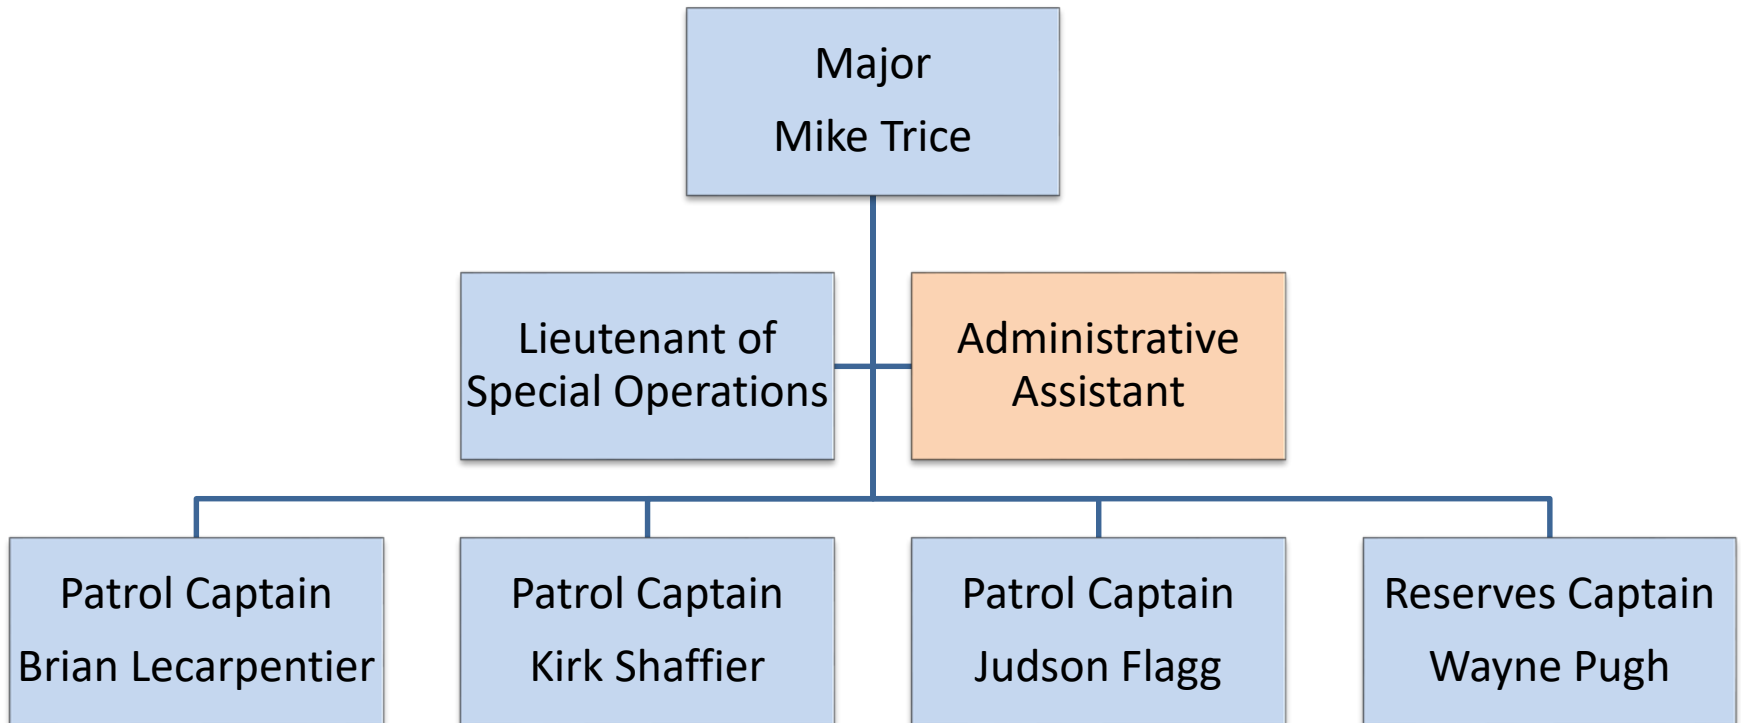 Major
Mike Trice
Lieutenant of
Special Operations
Administrative
Assistant
Patrol Captain
Brian Lecarpentier
Patrol Captain
Kirk Shaffier
Patrol Captain
Judson Flagg
Reserves Captain
Wayne Pugh